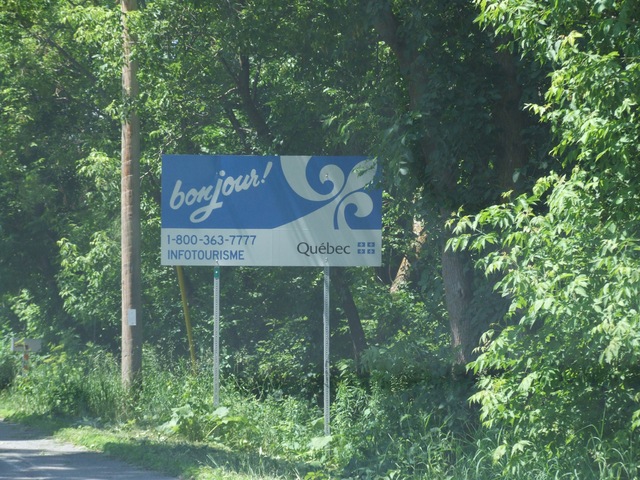 bonjour!
1-800-363-7777
INFOTOURISME
Québec